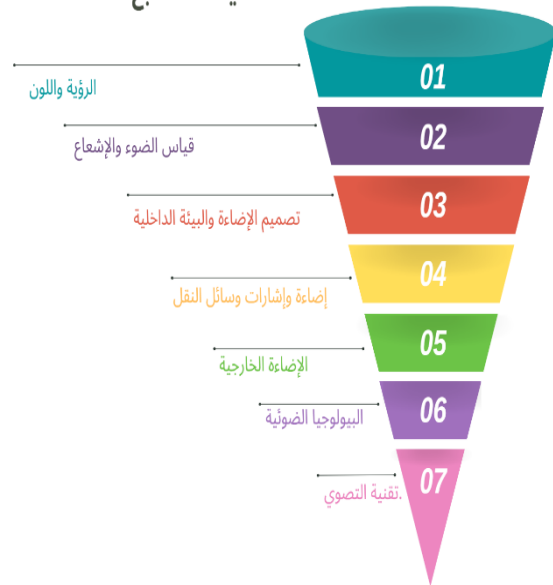 01
الرؤية واللون
02
قياس الضوء والإشعاع
03
تصميم الإضاءة والبيئة الداخلية
04
إضاءة وإشارات وسائل النقل
05
الإضاءة الخارجية
06
البيولوجيا الضوئية
07
تقنية التصوي.